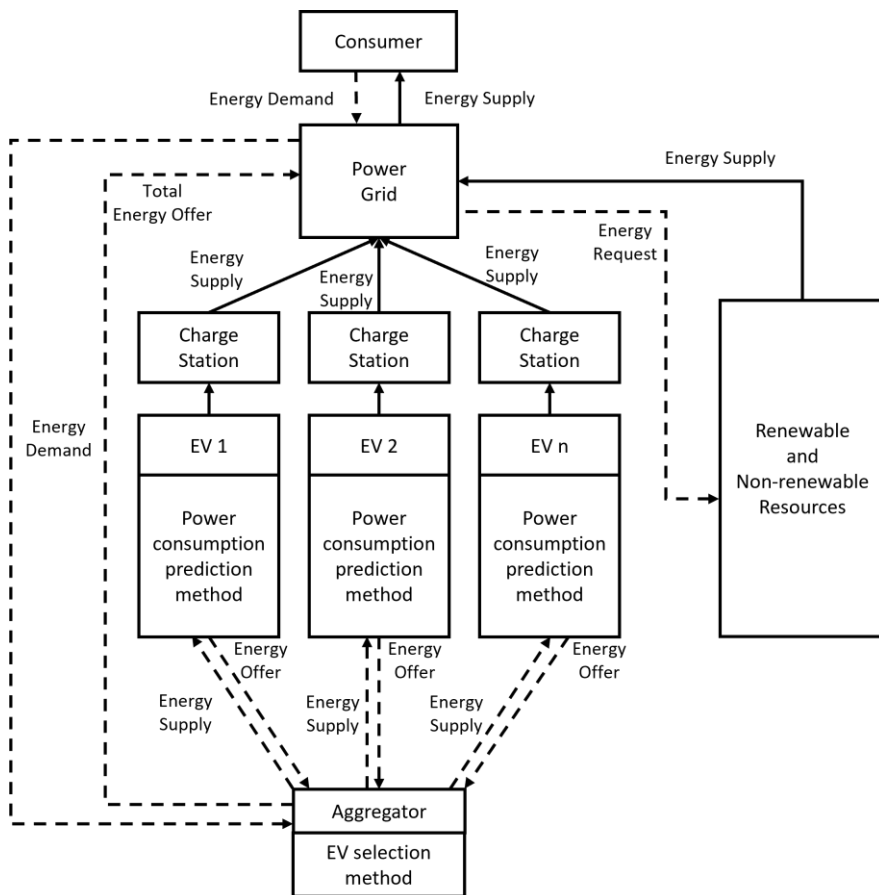 Consumer
Energy Demand
Energy Supply
Power
Grid
Energy Supply
Total
Energy Offer
Energy
Request
Energy
Supply
Energy
Supply
Energy
Supply
Charge
Station
Charge
Station
Charge
Station
Energy
Demand
EV 1
EV 2
EV n
Renewable
and
Non-renewable
Resources
Power
consumption
prediction
method
Power
consumption
prediction
method
Power
consumption
prediction
method
Energy
Offer
Energy
Offer
Energy
Offer
Energy
Supply
Energy
Supply
Energy
Supply
Aggregator
EV selection
method